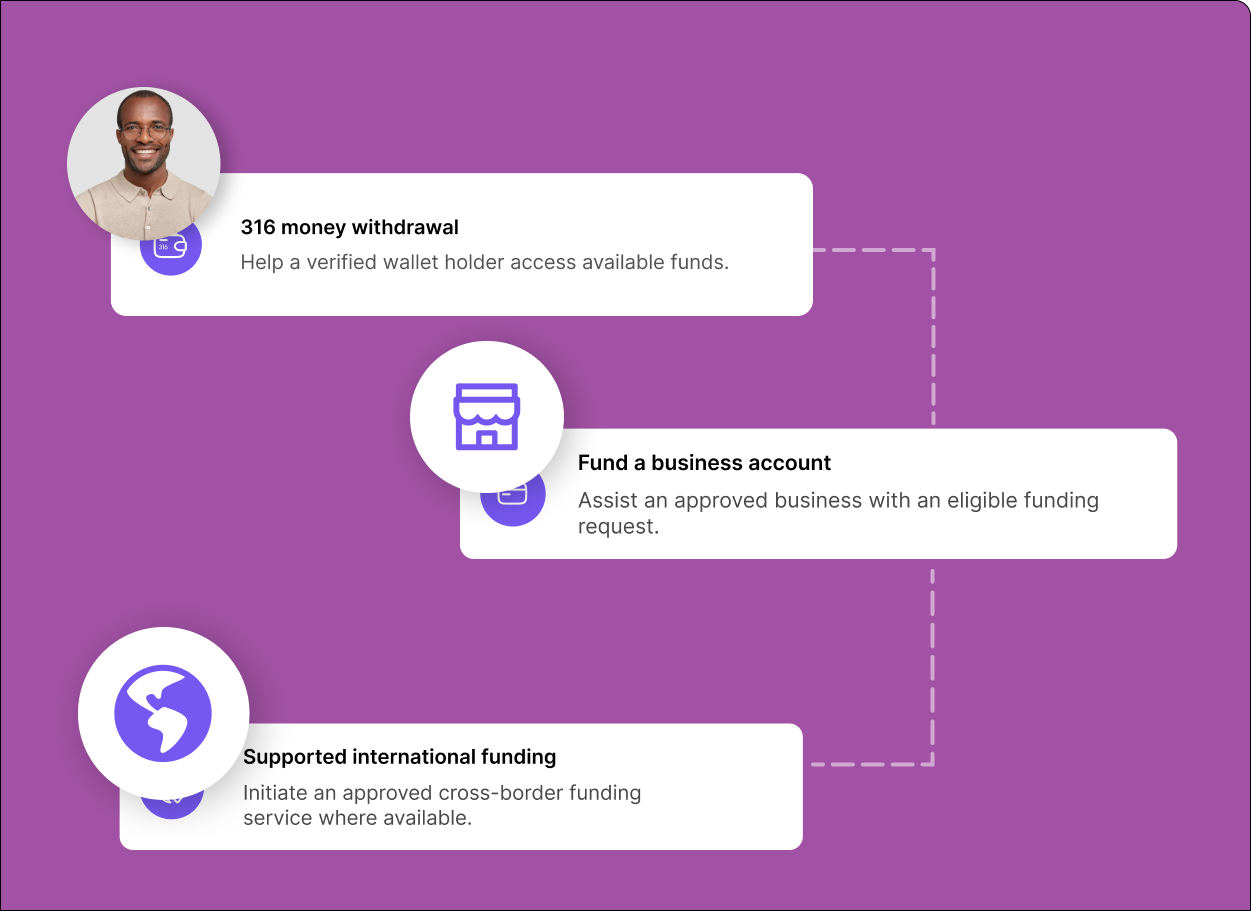 316 money withdrawal
Help a verified wallet holder access available funds.
316
Fund a business account
Assist an approved business with an eligible funding
request.
Supported international funding
Initiate an approved cross-border funding
service where available.